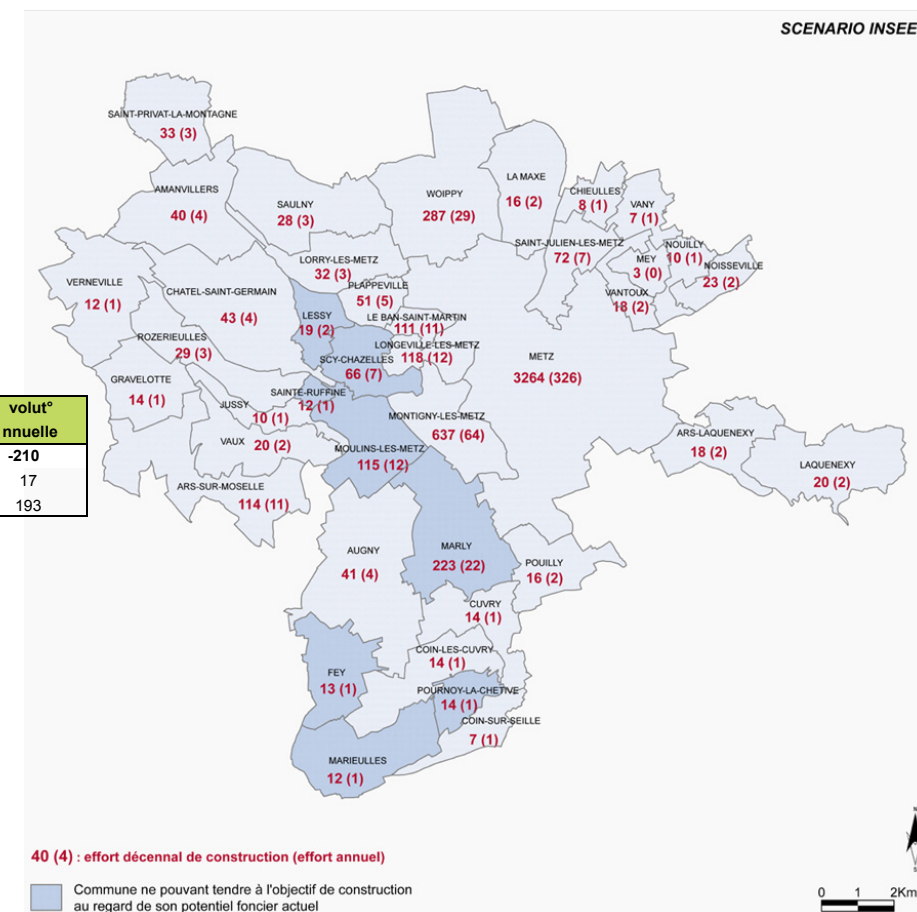 SCENARIO INSEE
SAINT-PRIVAT-LA-MONTAGNE
33 (3)
AMANVILLERS
40 (4)
SAULNY
28 (3)
WOIPPY
287 (29)
LA MAXE
16 (2)
CHIEULLES
8 (1)
VANY
7 (1)
SAINT-JULIEN-LES-METZ
72 (7)
MEY
3 (0)
NOUILLY
10 (1)
NOISSEVILLE
23 (2)
VANTOUX
18 (2)
LORRY-LES-METZ
32 (3)
PLAPPEVILLE
51 (5)
VERNEVILLE
12 (1)
CHATEL-SAINT-GERMAIN
43 (4)
LESSY
19 (2)
LE BAN-SAINT-MARTIN
111 (11)
ROZERIEULLES
29 (3)
LONGEVILLE-LES-METZ
118 (12)
SCY-CHAZELLES
66 (7)
METZ
3264 (326)
GRAVELOTTE
14 (1)
SAINTE-RUFFINE
12 (1)
JUSSY
10 (1)
MONTIGNY-LES-METZ
637 (64)
volut°
nnuelle
-210
17
193
VAUX
20 (2)
MOULINS-LES-METZ
115 (12)
ARS-LAQUENEXY
18 (2)
LAQUENEXY
20 (2)
ARS-SUR-MOSELLE
114 (11)
AUGNY
41 (4)
MARLY
223 (22)
POUILLY
16 (2)
CUVRY
14 (1)
COIN-LES-CUVRY
14 (1)
FEY
13 (1)
POURNOY-LA-CHETIVE
14 (1)
COIN-SUR-SEILLE
7 (1)
MARIEULLES
12 (1)
40 (4) : effort décennal de construction (effort annuel)
Commune ne pouvant tendre à l'objectif de construction
au regard de son potentiel foncier actuel
0 1 2Km